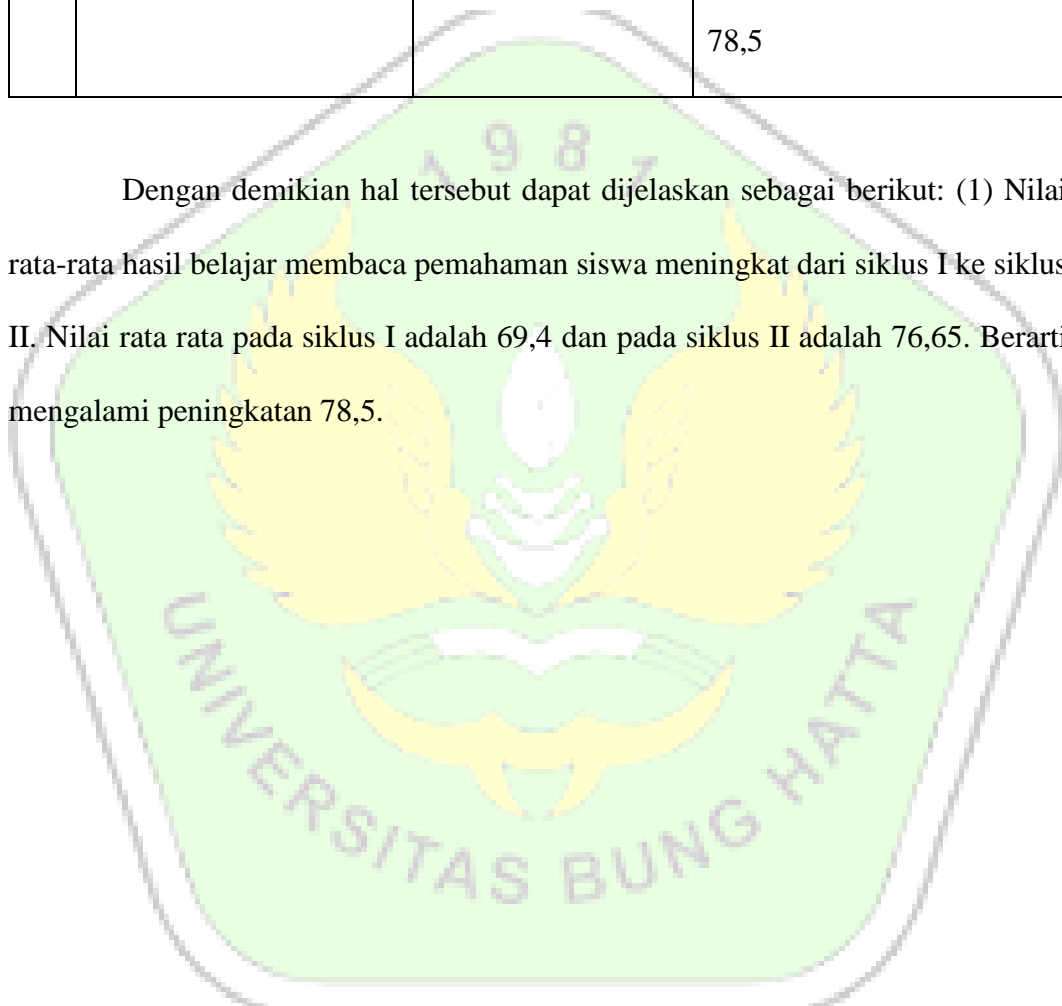 78,5
1981
Dengan demikian hal tersebut dapat dijelaskan sebagai berikut: (1) Nilai
rata-rata hasil belajar membaca pemahaman siswa meningkat dari siklus I ke siklus
II. Nilai rata rata pada siklus I adalah 69,4 dan pada siklus II adalah 76,65. Berarti
mengalami peningkatan 78,5.
UNIVERSITAS BUNG HATTA